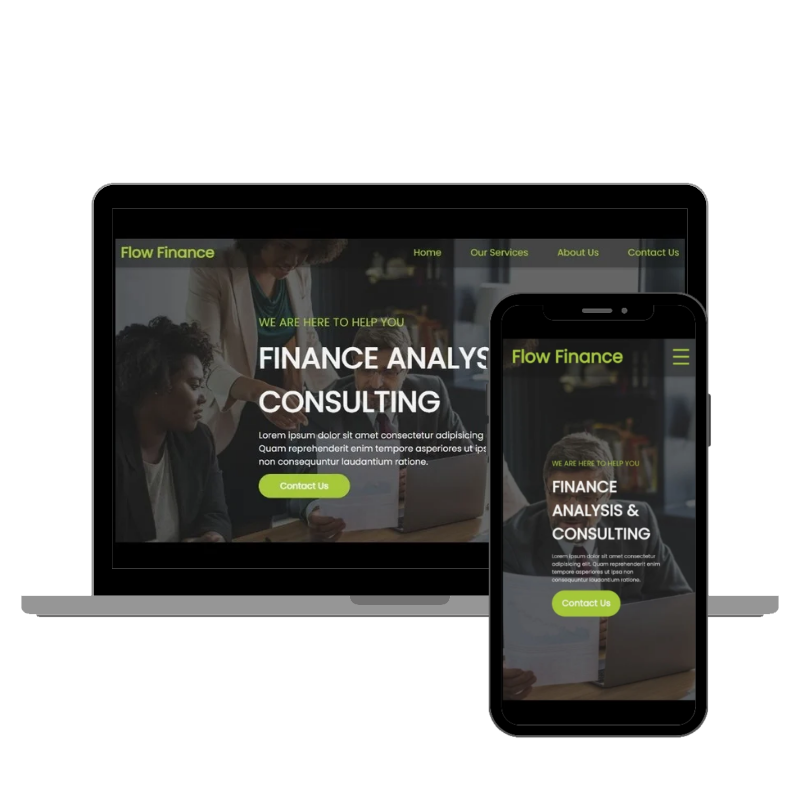 Flow Finance
Home Our Services About Us Contact Us
WE ARE HERE TO HELP YOU
FINANCE ANALYS
CONSULTING
Lorem ipsum dolor sit amet consectetur adipisicing
Quam reprehenderit enim tempore asperiores ut ips
non consequuntur laudantium ratione.
Contact Us
Flow Finance
WE ARE HERE TO HELP YOU
FINANCE
ANALYSIS &
CONSULTING
Lorem ipsum dolor sit amet consectetur
adipisicing elit. Quam reprehenderit enim
tempore asperiores ut ipsa non
consequuntur laudantium ratione.
Contact Us